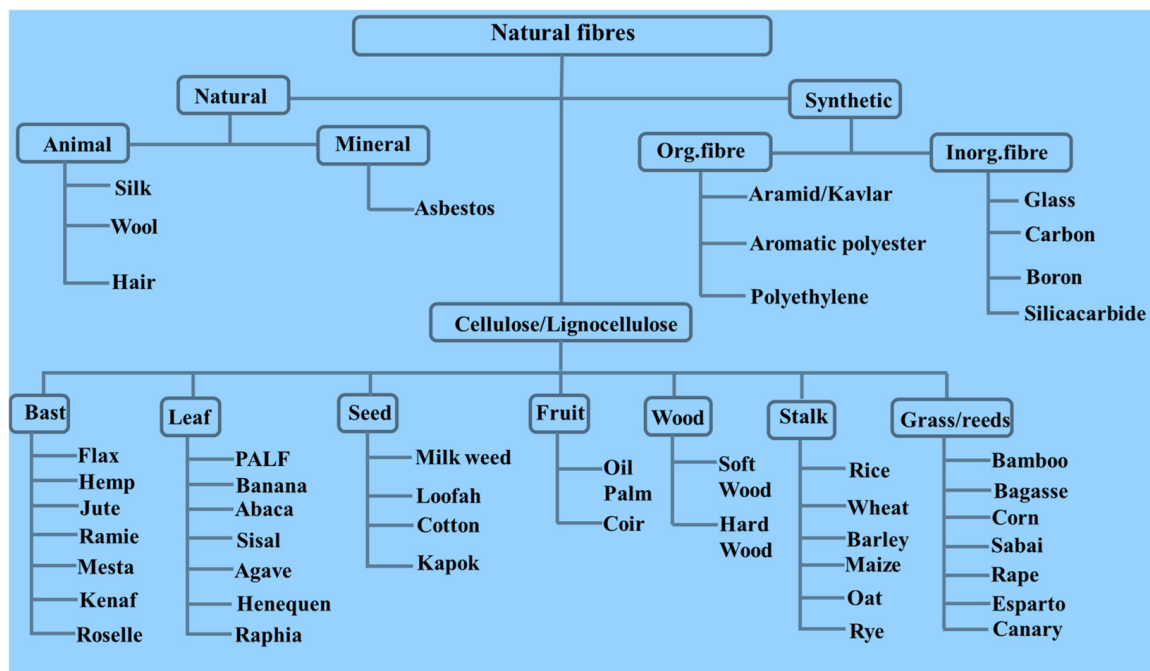 Natural fibres
Natural
Synthetic
Animal
Mineral
Org.fibre
Inorg.fibre
Silk
Wool
Hair
Asbestos
Aramid/Kavlar
Aromatic polyester
Polyethylene
Glass
Carbon
Boron
Silicacarbide
Cellulose/Lignocellulose
Bast
Leaf
Seed
Fruit
Wood
Stalk
Grass/reeds
Flax
Hemp
Jute
Ramie
Mesta
Kenaf
Roselle
PALF
Banana
Abaca
Sisal
Agave
Henequen
Raphia
Milk weed
Loofah
Cotton
Kapok
Oil
Palm
Coir
Soft
Wood
Hard
Wood
Rice
Wheat
Barley
Maize
Oat
Rye
Bamboo
Bagasse
Corn
Sabai
Rape
Esparto
Canary